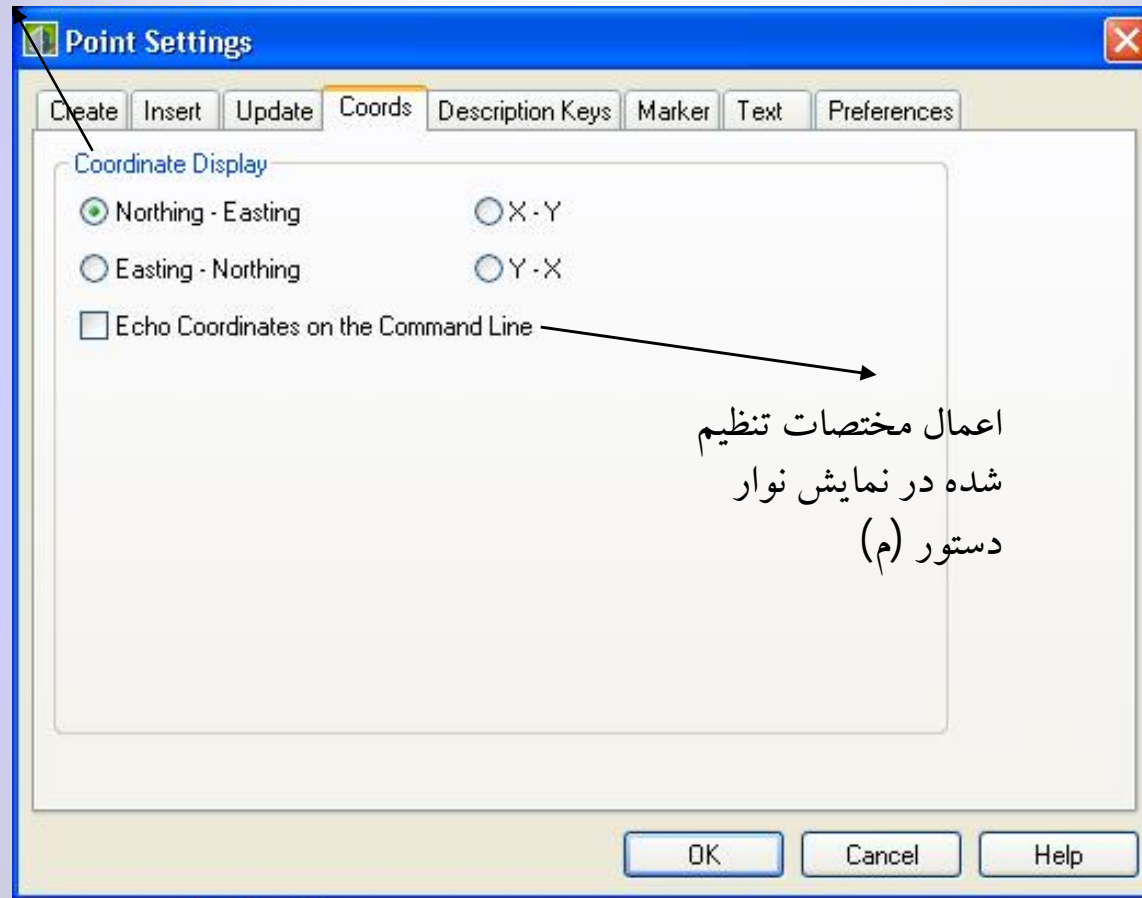 Point Settings
Create Insert Update Coords Description Keys Marker Text Preferences
Coordinate Display
Northing - Easting X - Y
Easting - Northing Y - X
Echo Coordinates on the Command Line
اعمال مختصات تنظیم
شده در نمایش نوار
دستور (م)
OK Cancel Help